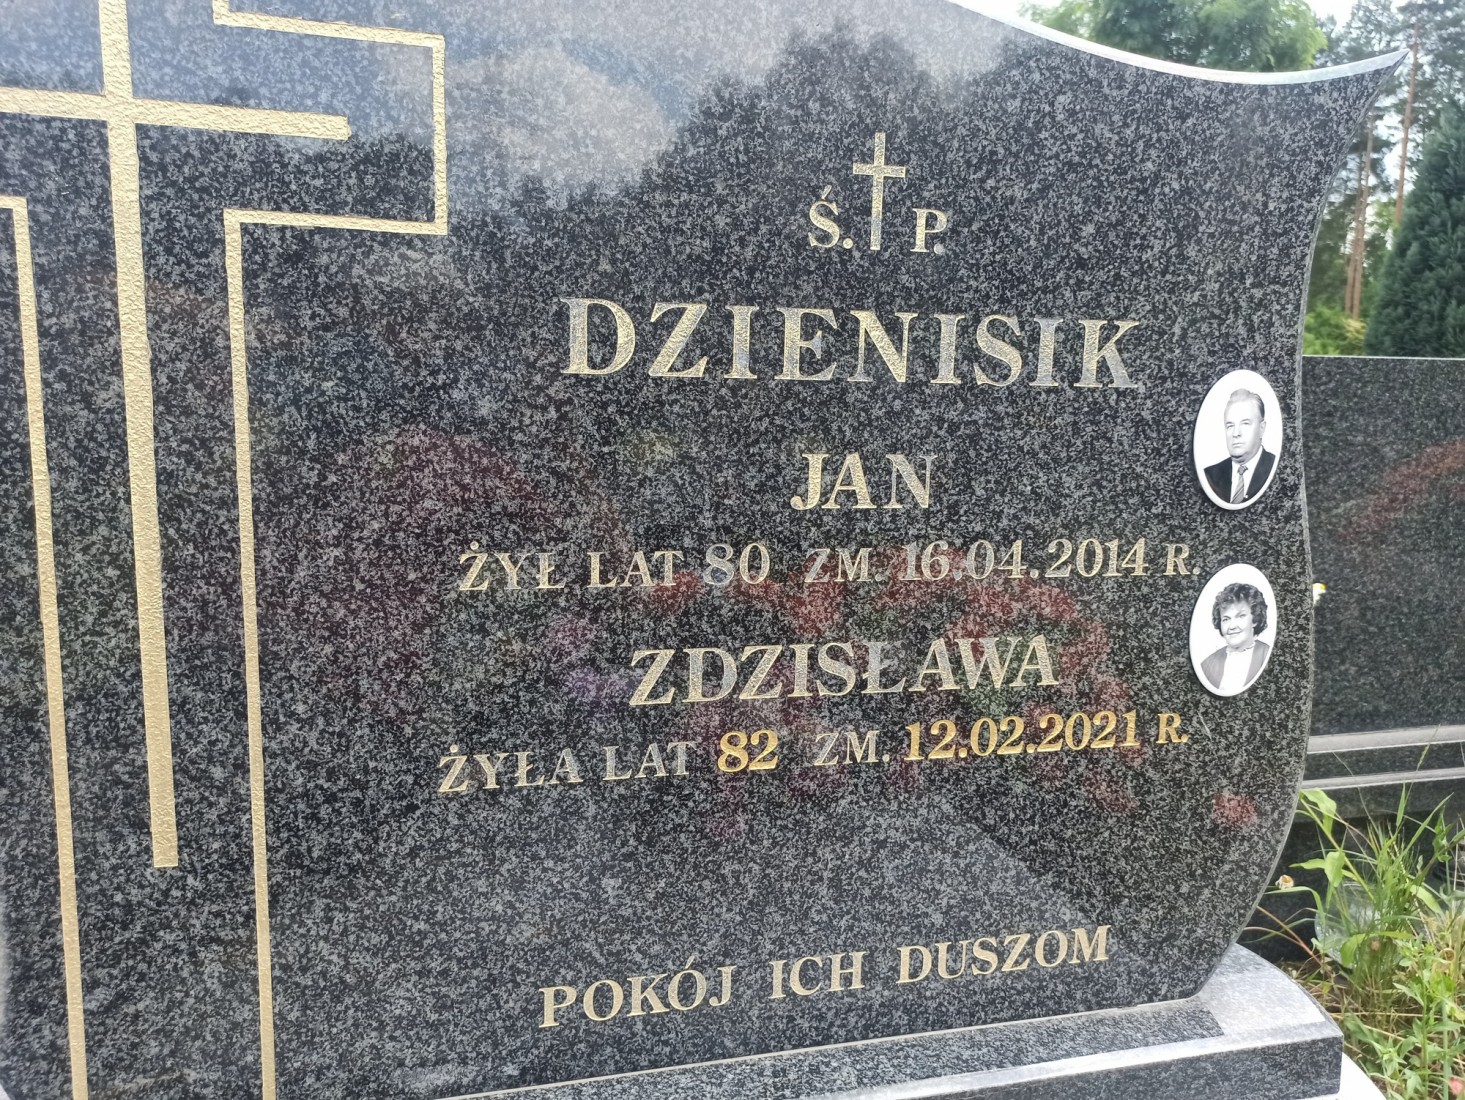 Ś. P.
DZIENISIK
JAN
ŻYŁ LAT 80 ZM. 16.04.2014 R.
ZDZISŁAWA
ŻYŁA LAT 82 ZM. 12.02.2021 R.
POKÓJ ICH DUSZOM